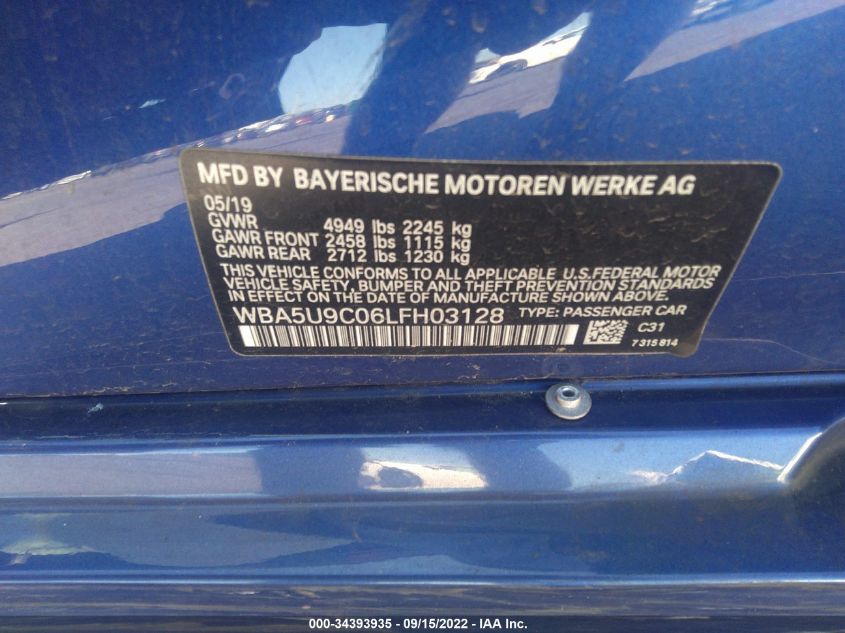 MFD BY BAYERISCHE MOTOREN WERKE AG
05/19
GVWR 4949 lbs 2245 kg
GAWR FRONT 2458 lbs 1115 kg
GAWR REAR 2712 lbs 1230 kg
THIS VEHICLE CONFORMS TO ALL APPLICABLE U.S.FEDERAL MOTOR
VEHICLE SAFETY, BUMPER AND THEFT PREVENTION STANDARDS
IN EFFECT ON THE DATE OF MANUFACTURE SHOWN ABOVE.
WBA5U9C06LFH03128 TYPE: PASSENGER CAR
C31
7315814
000-34393935 - 09/15/2022 - IAA Inc.